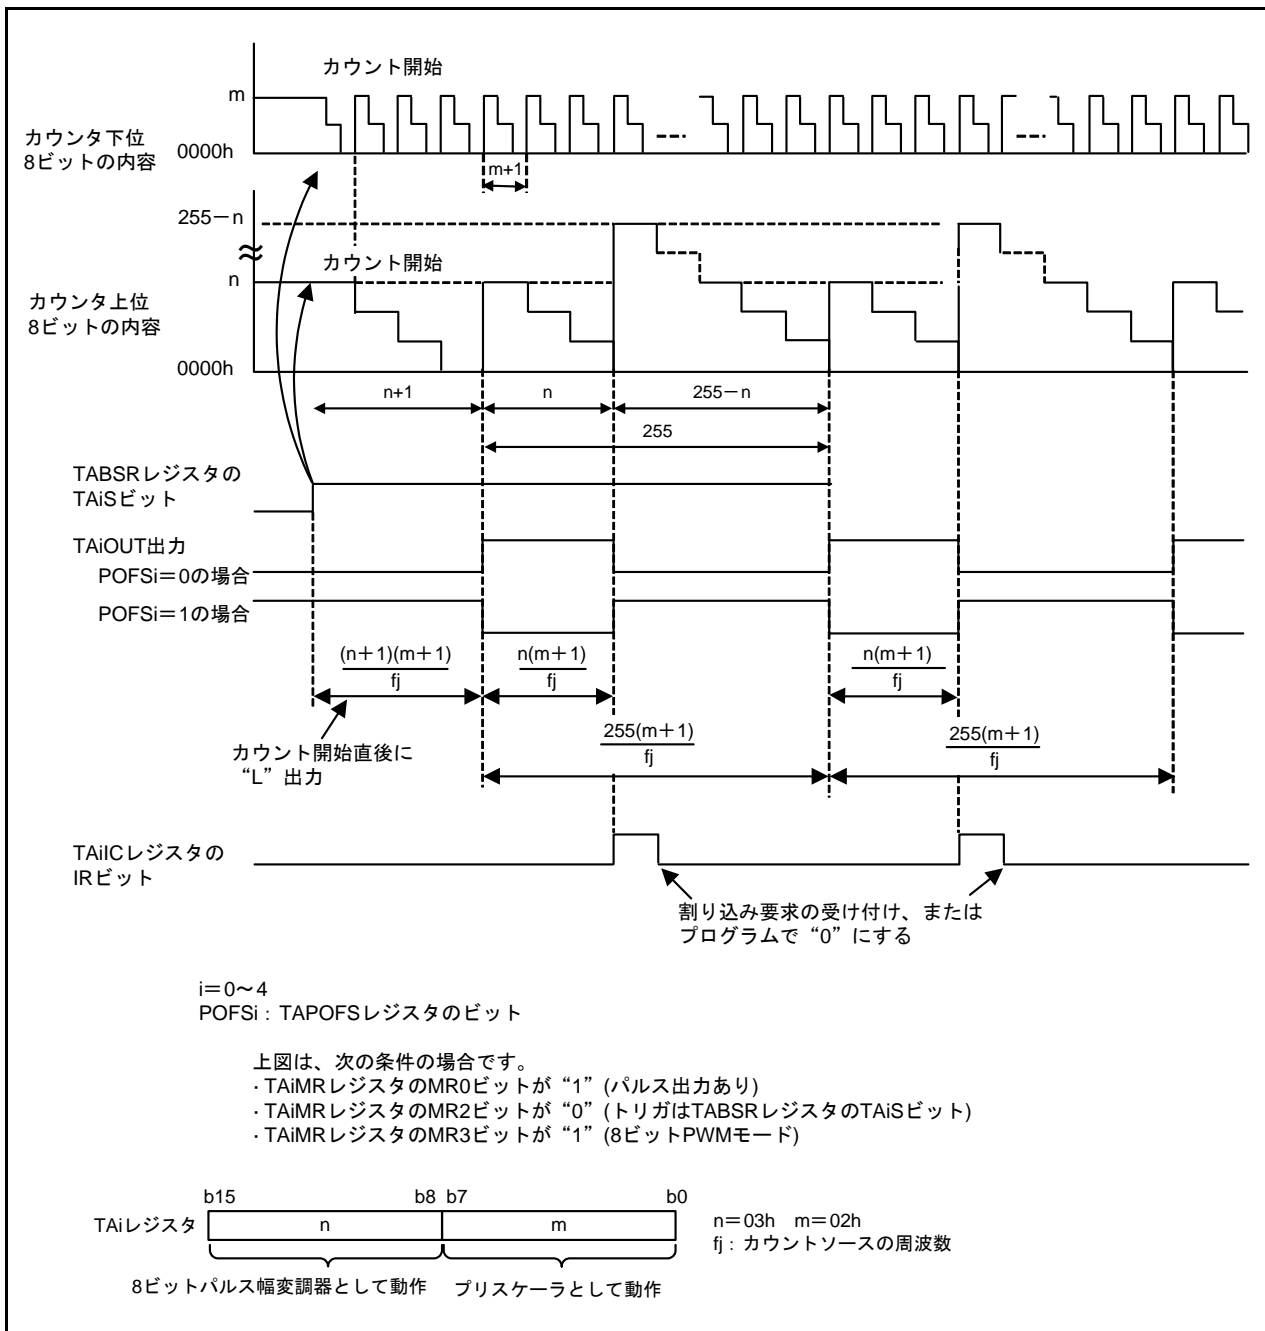 カウント開始
m
カウンタ下位
8ビットの内容
0000h
m+1
255－n
カウント開始
n
カウンタ上位
8ビットの内容
0000h
n+1
n
255－n
255
TABSRレジスタの
TAiSビット
TAiOUT出力
POFSi＝0の場合
POFSi＝1の場合
(n＋1)(m＋1)
fj
n(m＋1)
fj
n(m＋1)
fj
カウント開始直後に
“L”出力
255(m＋1)
fj
255(m＋1)
fj
TAiICレジスタの
IRビット
割り込み要求の受け付け、または
プログラムで“0”にする
i＝0～4
POFSi : TAPOFSレジスタのビット
上図は、次の条件の場合です。
・TAiMRレジスタのMR0ビットが“1”(パルス出力あり)
・TAiMRレジスタのMR2ビットが“0”(トリガはTABSRレジスタのTAiSビット)
・TAiMRレジスタのMR3ビットが“1”(8ビットPWMモード)
b15 b8 b7 b0
TAiレジスタ n m
n＝03h m＝02h
fj : カウントソースの周波数
8ビットパルス幅変調器として動作 プリスケーラとして動作